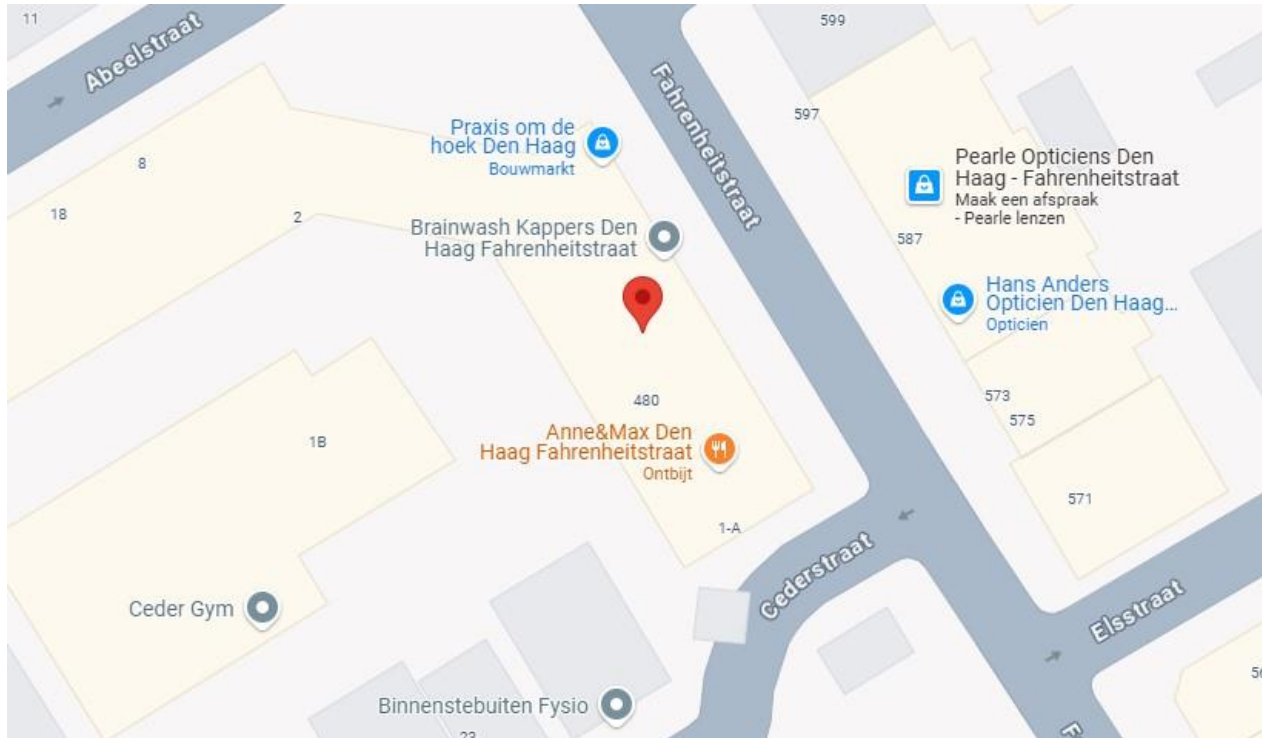 11
Abeelstraat
599
Fahrenheitstraat
597
Praxis om de
hoek Den Haag
Bouwmarkt
Pearle Opticiens Den
Haag - Fahrenheitstraat
Maak een afspraak
- Pearle lenzen
8
18
2
Brainwash Kappers Den
Haag Fahrenheitstraat
587
Hans Anders
Opticien Den Haag...
Opticien
480
573
575
Anne&Max Den
Haag Fahrenheitstraat
Ontbijt
1B
571
1-A
Cederstraat
Elsstraat
Ceder Gym
Binnenstebuiten Fysio